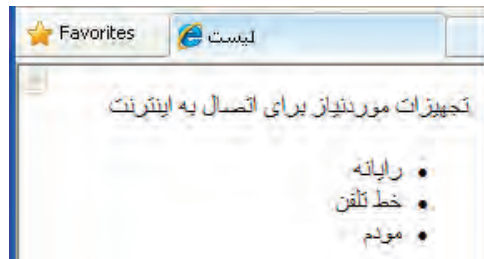 Favorites
لیست
تجهیزات موردنیاز برای اتصال به اینترنت
• رایانه
• خط تلفن
• مودم